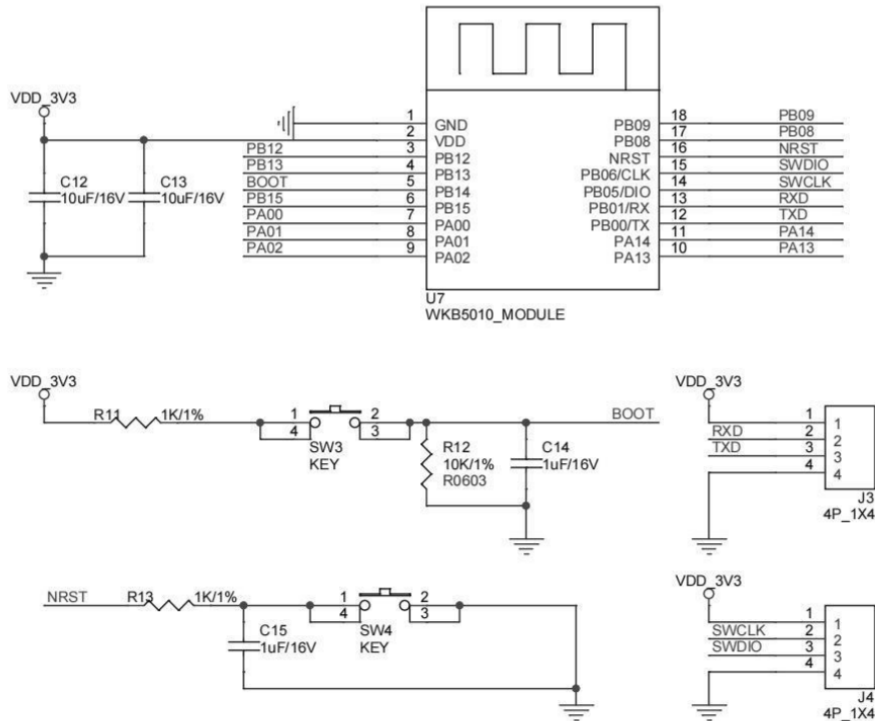 VDD_3V3
C12
10uF/16V
C13
10uF/16V
1
2
3
4
5
6
7
8
9
PB12
PB13
BOOT
PB15
PA00
PA01
PA02
GND
VDD
PB12
PB13
PB14
PB15
PA00
PA01
PA02
PB09
PB08
NRST
PB06/CLK
PB05/DIO
PB01/RX
PB00/TX
PA14
PA13
18
17
16
15
14
13
12
11
10
PB09
PB08
NRST
SWDIO
SWCLK
RXD
TXD
PA14
PA13
U7
WKB5010_MODULE
VDD_3V3
R11 1K/1%
1 2
4 3
SW3
KEY
BOOT
R12
10K/1%
R0603
C14
1uF/16V
VDD_3V3
RXD
TXD
1
2
3
4
1
2
3
4
J3
4P_1X4
NRST
R13 1K/1%
C15
1uF/16V
1 2
4 3
SW4
KEY
VDD_3V3
SWCLK
SWDIO
1
2
3
4
1
2
3
4
J4
4P_1X4